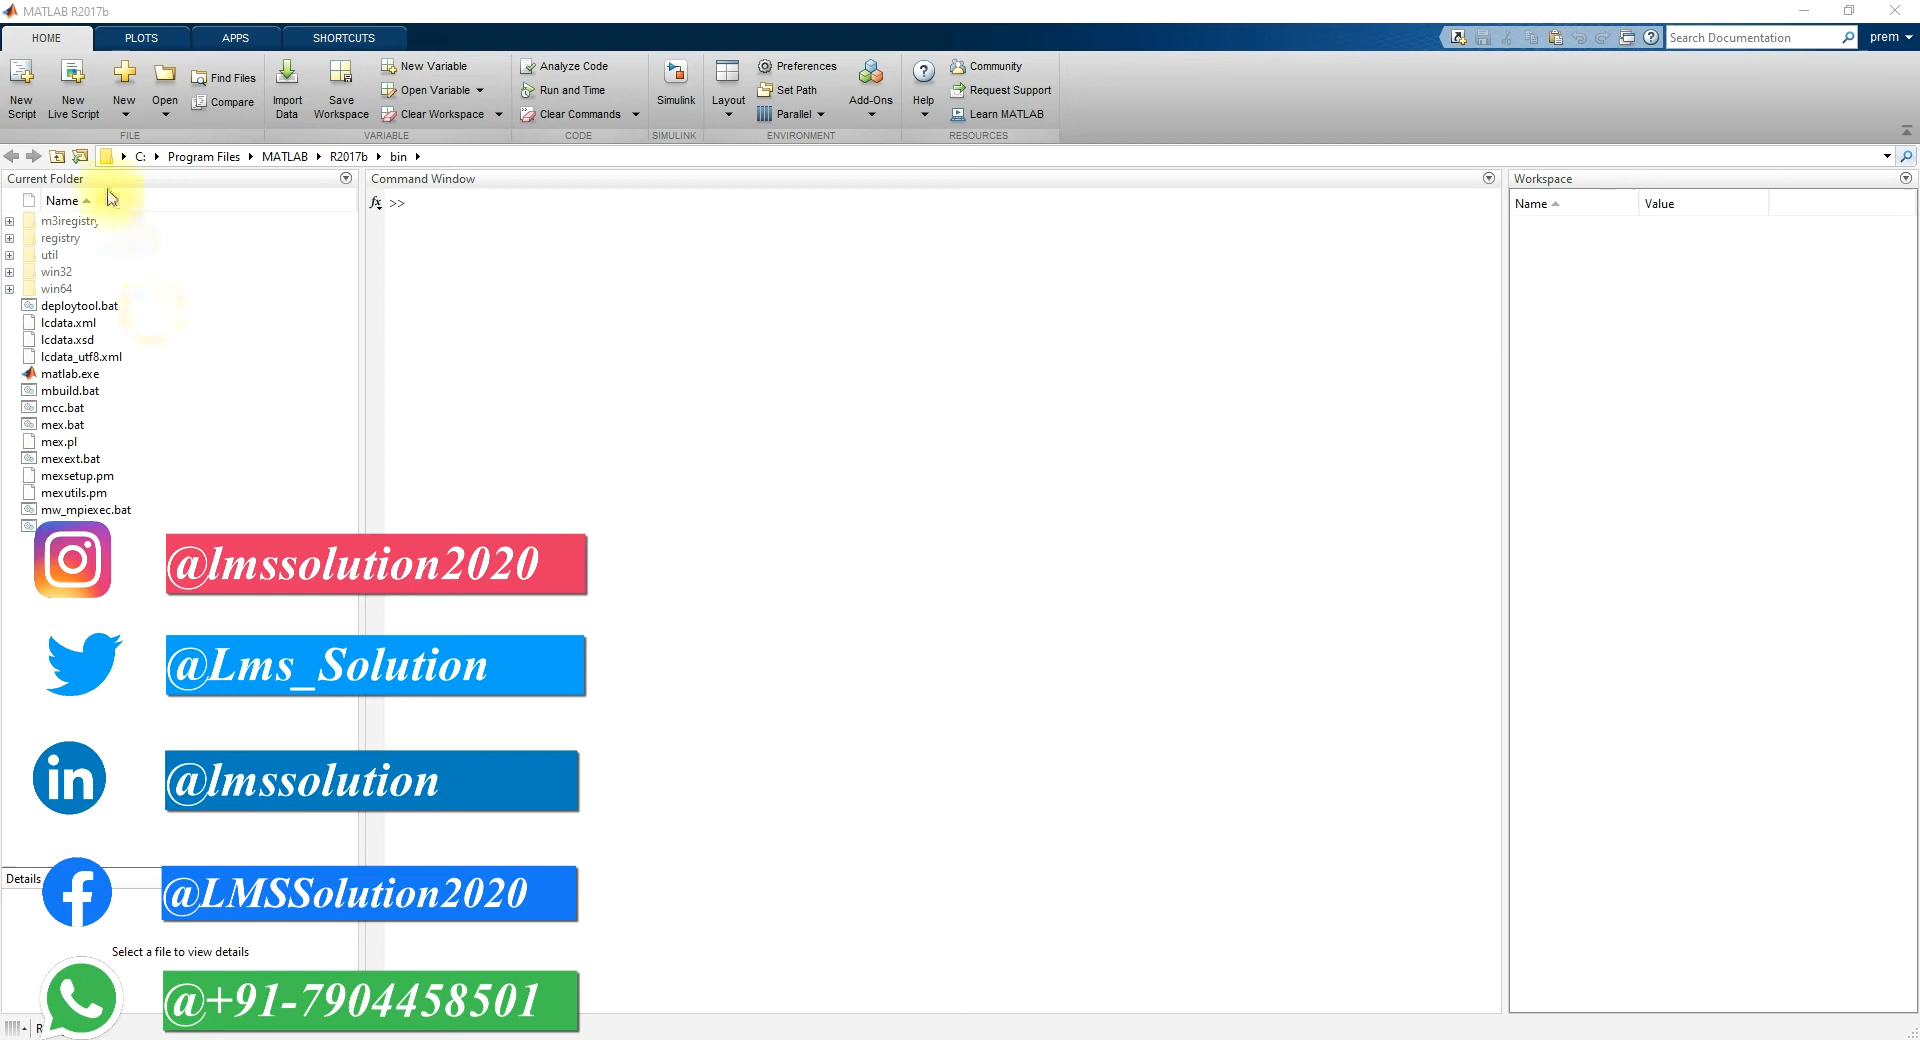 MATLAB R2017b
HOME PLOTS APPS SHORTCUTS
Search Documentation prem
New Script
New Live Script
New
Open
Find Files
Compare
Import Data
Save Workspace
New Variable
Open Variable
Clear Workspace
Analyze Code
Run and Time
Clear Commands
Simulink
Layout
Preferences
Set Path
Parallel
Add-Ons
Help
Community
Request Support
Learn MATLAB
FILE VARIABLE CODE SIMULINK ENVIRONMENT RESOURCES
C: Program Files MATLAB R2017b bin
Current Folder
Name
m3iregistry
registry
util
win32
win64
deploytool.bat
lcdata.xml
lcdata.xsd
lcdata_utf8.xml
matlab.exe
mbuild.bat
mcc.bat
mex.bat
mex.pl
mexext.bat
mexsetup.pm
mexutils.pm
mw_mpiexec.bat
Command Window
fx >>
Workspace
Name Value
@lmssolution2020
@Lms_Solution
in
@lmssolution
Details
f
@LMSSolution2020
Select a file to view details
@+91-7904458501